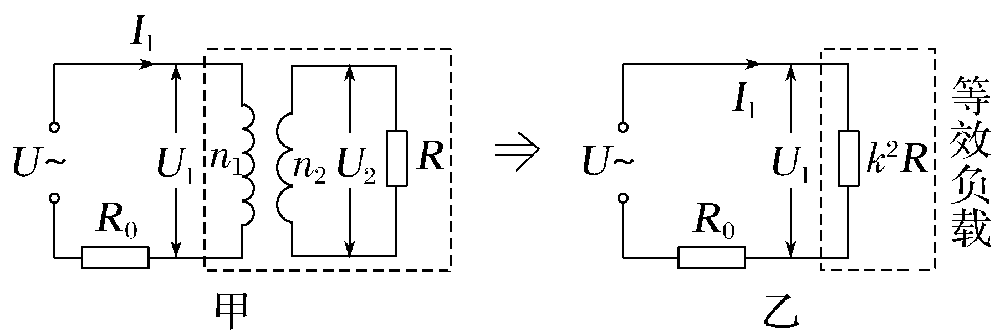 I₁
U~ U₁ n₁ n₂ U₂ R
R₀
甲
I₁
U~ U₁ k²R
R₀
乙
等效负载